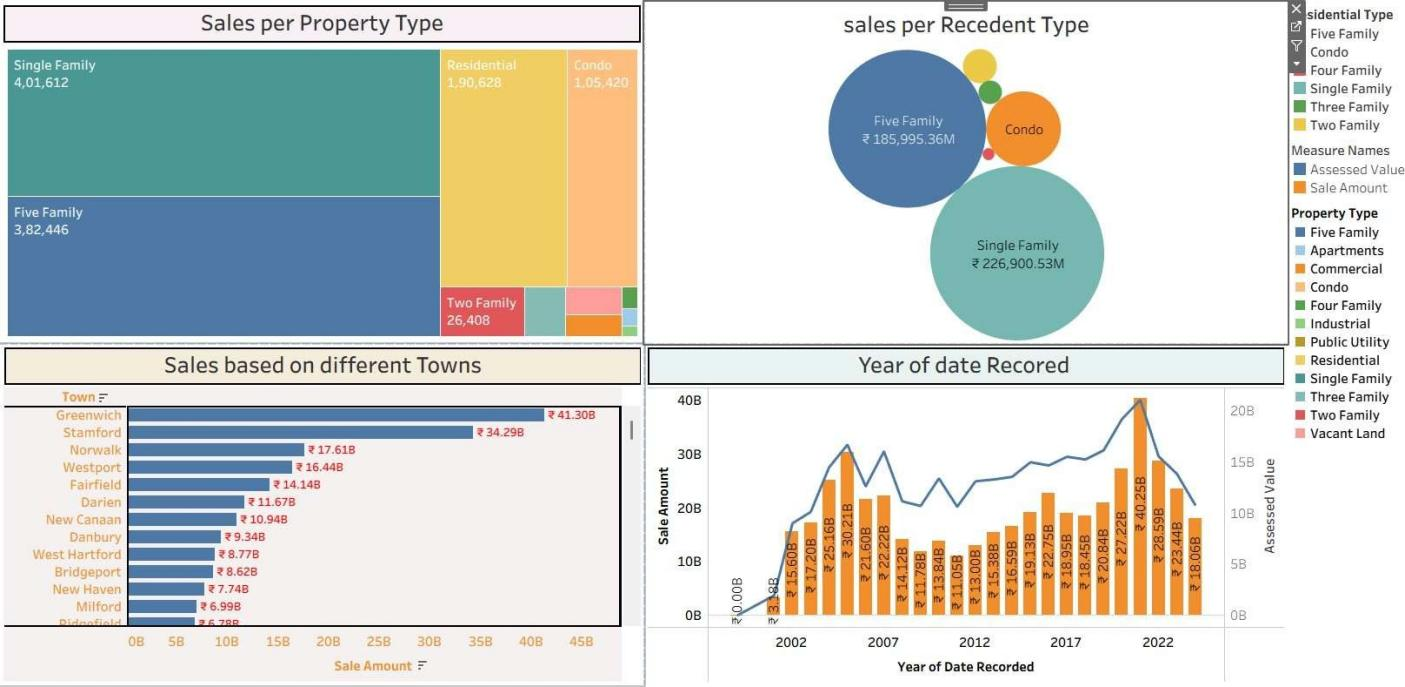 Sales per Property Type
Single Family
4,01,612
Five Family
3,82,446
Residential
1,90,628
Condo
1,05,420
Two Family
26,408
sales per Recedent Type
Five Family
₹ 185,995.36M
Condo
Single Family
₹ 226,900.53M
sidential Type
Five Family
Condo
Four Family
Single Family
Three Family
Two Family
Measure Names
Assessed Value
Sale Amount
Property Type
Five Family
Apartments
Commercial
Condo
Four Family
Industrial
Public Utility
Residential
Single Family
Three Family
Two Family
Vacant Land
Sales based on different Towns
Town
Greenwich ₹ 41.30B
Stamford ₹ 34.29B
Norwalk ₹ 17.61B
Westport ₹ 16.44B
Fairfield ₹ 14.14B
Darien ₹ 11.67B
New Canaan ₹ 10.94B
Danbury ₹ 9.34B
West Hartford ₹ 8.77B
Bridgeport ₹ 8.62B
New Haven ₹ 7.74B
Milford ₹ 6.99B
Ridgefield ₹ 6.78B
0B 5B 10B 15B 20B 25B 30B 35B 40B 45B
Sale Amount
Year of date Recored
Sale Amount
40B
30B
20B
10B
0B
₹ 0.00B
₹ 3.18B
₹ 15.60B
₹ 17.20B
₹ 25.16B
₹ 30.21B
₹ 21.60B
₹ 22.22B
₹ 14.12B
₹ 11.78B
₹ 13.84B
₹ 11.05B
₹ 13.00B
₹ 15.38B
₹ 16.59B
₹ 19.13B
₹ 22.75B
₹ 18.95B
₹ 18.45B
₹ 20.84B
₹ 27.22B
₹ 40.25B
₹ 28.59B
₹ 23.44B
₹ 18.06B
20B
15B
10B
5B
0B
Assessed Value
2002 2007 2012 2017 2022
Year of Date Recorded